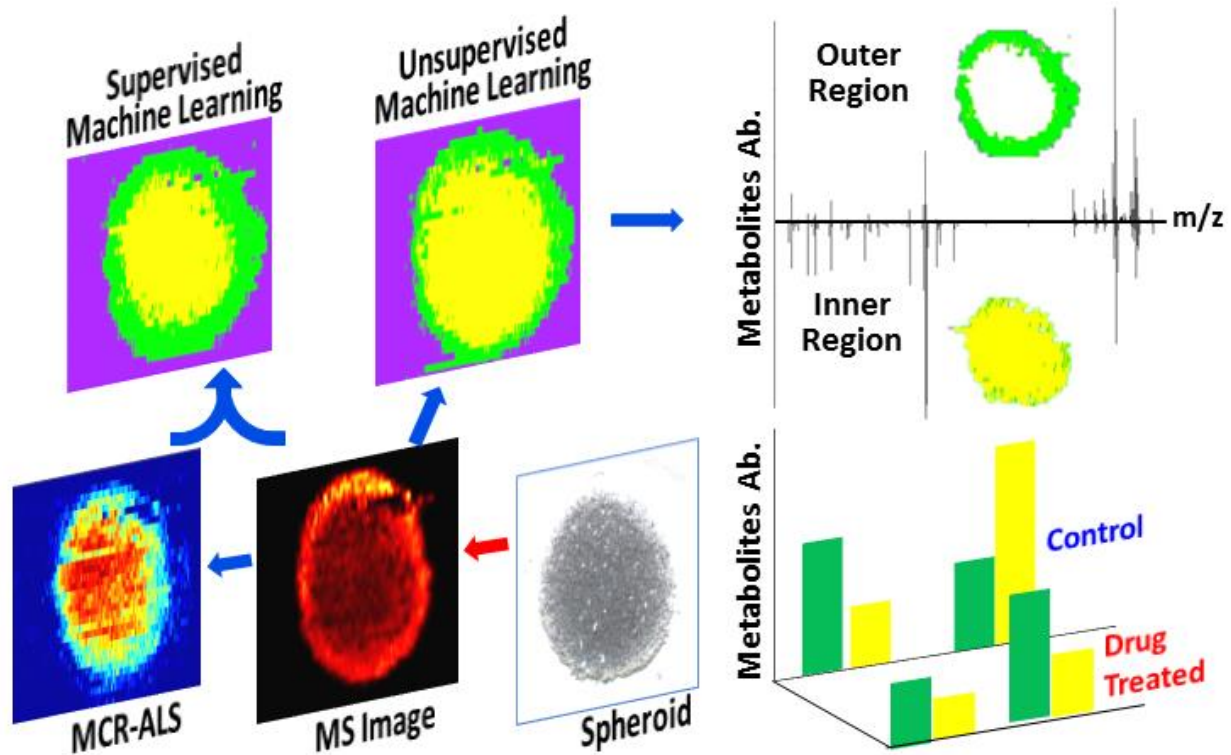 Supervised
Machine Learning
Unsupervised
Machine Learning
MCR-ALS
MS Image
Spheroid
Metabolites Ab.
Outer
Region
m/z
Inner
Region
Metabolites Ab.
Control
Drug
Treated